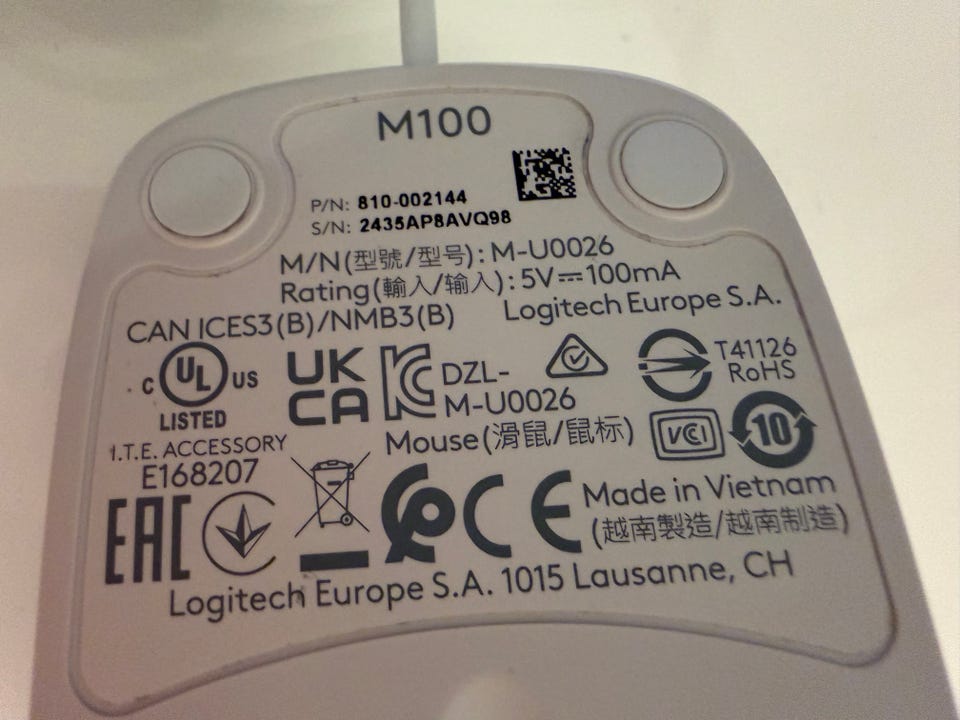 M100
P/N: 810-002144
S/N: 2435AP8AVQ98
M/N(型號/型号): M-U0026
Rating(輸入/输入): 5V⎓100mA
CAN ICES3(B)/NMB3(B)
Logitech Europe S.A.
C UL US
LISTED
I.T.E. ACCESSORY
E168207
UK
CA
KC
DZL-
M-U0026
T41126
RoHS
Mouse(滑鼠/鼠标)
VCI
10
EAC
CE
Made in Vietnam
(越南製造/越南制造)
Logitech Europe S.A. 1015 Lausanne, CH